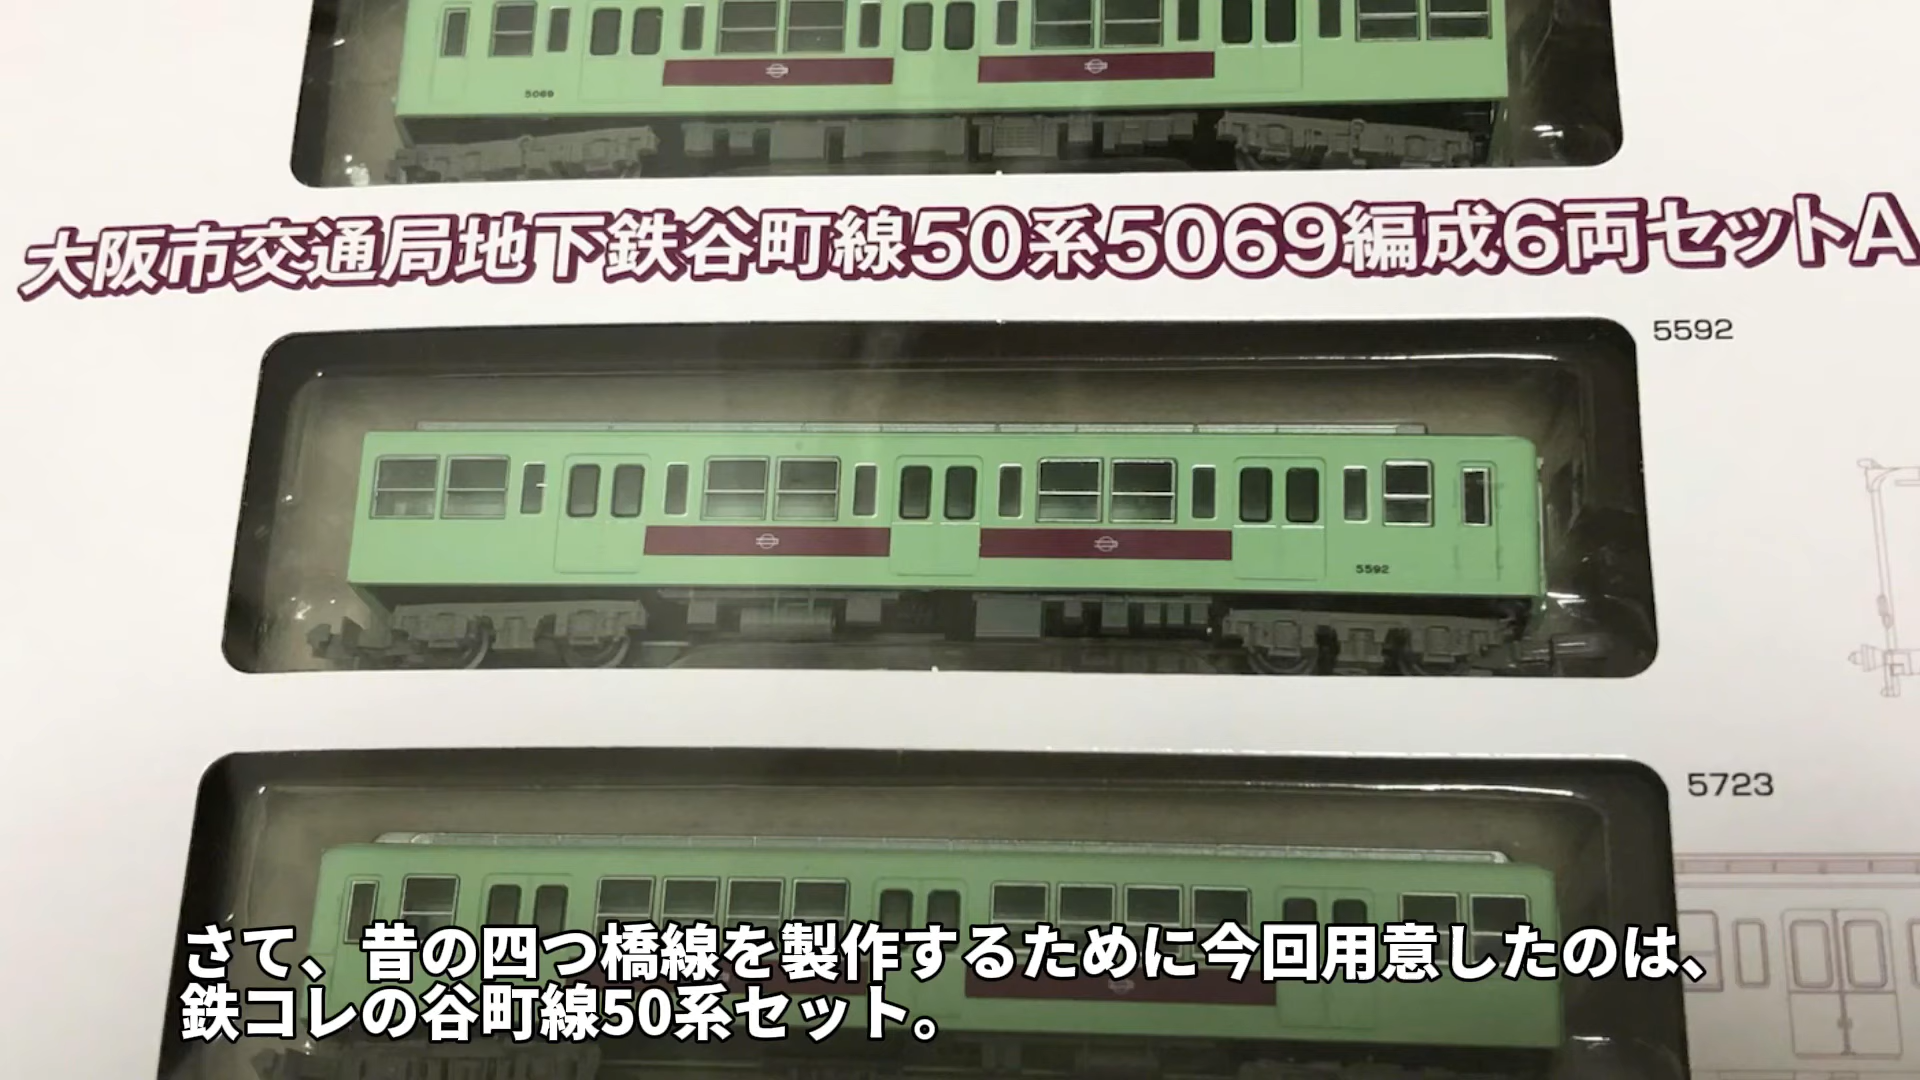 5069
大阪市交通局地下鉄谷町線50系5069編成6両セットA
5592
5592
5723
さて、昔の四つ橋線を製作するために今回用意したのは、
鉄コレの谷町線50系セット。